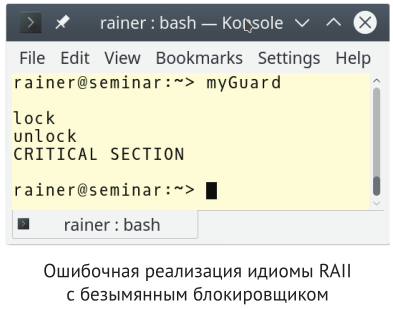 rainer : bash — Konsole
File Edit View Bookmarks Settings Help
rainer@seminar:~> myGuard
lock
unlock
CRITICAL SECTION
rainer@seminar:~>
rainer : bash
Ошибочная реализация идиомы RAII
с безымянным блокировщиком